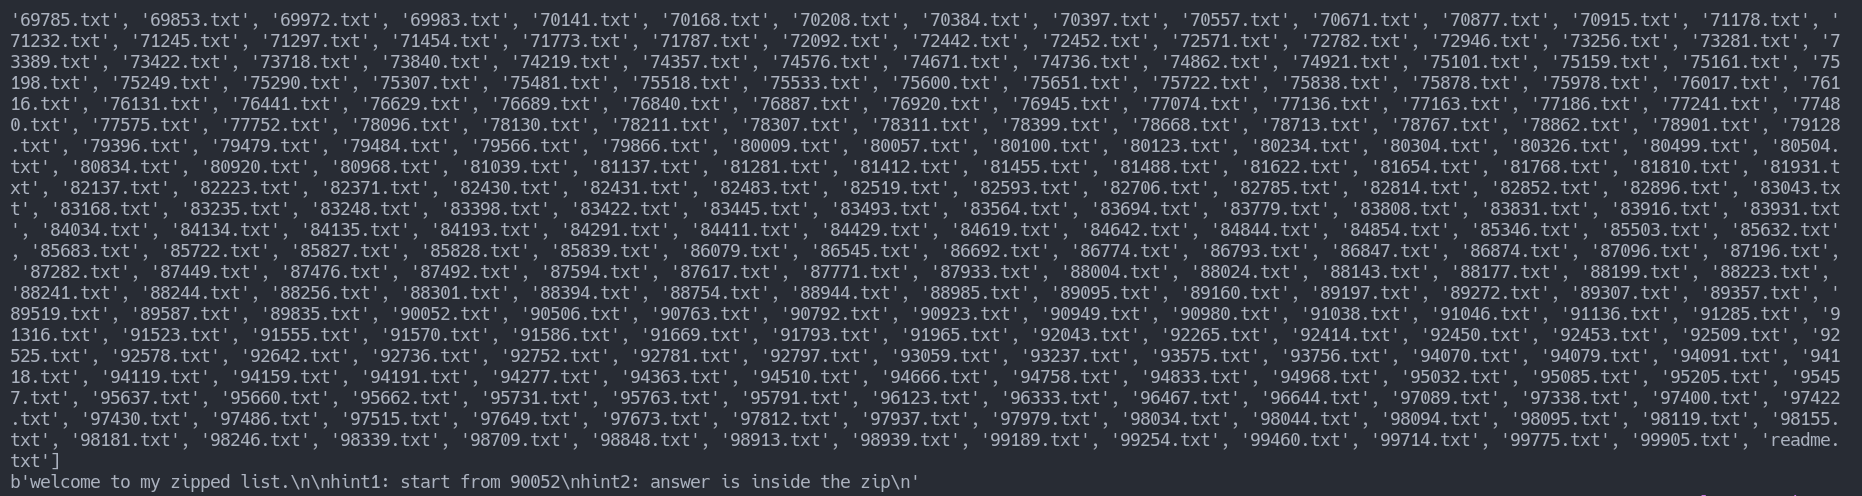 '69785.txt', '69853.txt', '69972.txt', '69983.txt', '70141.txt', '70168.txt', '70208.txt', '70384.txt', '70397.txt', '70557.txt', '70671.txt', '70877.txt', '70915.txt', '71178.txt', '
71232.txt', '71245.txt', '71297.txt', '71454.txt', '71773.txt', '71787.txt', '72092.txt', '72442.txt', '72452.txt', '72571.txt', '72782.txt', '72946.txt', '73256.txt', '73281.txt', '7
3389.txt', '73422.txt', '73718.txt', '73840.txt', '74219.txt', '74357.txt', '74576.txt', '74671.txt', '74736.txt', '74862.txt', '74921.txt', '75101.txt', '75159.txt', '75161.txt', '75
198.txt', '75249.txt', '75290.txt', '75307.txt', '75481.txt', '75518.txt', '75533.txt', '75600.txt', '75651.txt', '75722.txt', '75838.txt', '75878.txt', '75978.txt', '76017.txt', '761
16.txt', '76131.txt', '76441.txt', '76629.txt', '76689.txt', '76840.txt', '76887.txt', '76920.txt', '76945.txt', '77074.txt', '77136.txt', '77163.txt', '77186.txt', '77241.txt', '7748
0.txt', '77575.txt', '77752.txt', '78096.txt', '78130.txt', '78211.txt', '78307.txt', '78311.txt', '78399.txt', '78668.txt', '78713.txt', '78767.txt', '78862.txt', '78901.txt', '79128
.txt', '79396.txt', '79479.txt', '79484.txt', '79566.txt', '79866.txt', '80009.txt', '80057.txt', '80100.txt', '80123.txt', '80234.txt', '80304.txt', '80326.txt', '80499.txt', '80504.
txt', '80834.txt', '80920.txt', '80968.txt', '81039.txt', '81137.txt', '81281.txt', '81412.txt', '81455.txt', '81488.txt', '81622.txt', '81654.txt', '81768.txt', '81810.txt', '81931.t
xt', '82137.txt', '82223.txt', '82371.txt', '82430.txt', '82431.txt', '82483.txt', '82519.txt', '82593.txt', '82706.txt', '82785.txt', '82814.txt', '82852.txt', '82896.txt', '83043.tx
t', '83168.txt', '83235.txt', '83248.txt', '83398.txt', '83422.txt', '83445.txt', '83493.txt', '83564.txt', '83694.txt', '83779.txt', '83808.txt', '83831.txt', '83916.txt', '83931.txt
', '84034.txt', '84134.txt', '84135.txt', '84193.txt', '84291.txt', '84411.txt', '84429.txt', '84619.txt', '84642.txt', '84844.txt', '84854.txt', '85346.txt', '85503.txt', '85632.txt'
, '85683.txt', '85722.txt', '85827.txt', '85828.txt', '85839.txt', '86079.txt', '86545.txt', '86692.txt', '86774.txt', '86793.txt', '86847.txt', '86874.txt', '87096.txt', '87196.txt',
 '87282.txt', '87449.txt', '87476.txt', '87492.txt', '87594.txt', '87617.txt', '87771.txt', '87933.txt', '88004.txt', '88024.txt', '88143.txt', '88177.txt', '88199.txt', '88223.txt', 
'88241.txt', '88244.txt', '88256.txt', '88301.txt', '88394.txt', '88754.txt', '88944.txt', '88985.txt', '89095.txt', '89160.txt', '89197.txt', '89272.txt', '89307.txt', '89357.txt', '
89519.txt', '89587.txt', '89835.txt', '90052.txt', '90506.txt', '90763.txt', '90792.txt', '90923.txt', '90949.txt', '90980.txt', '91038.txt', '91046.txt', '91136.txt', '91285.txt', '9
1316.txt', '91523.txt', '91555.txt', '91570.txt', '91586.txt', '91669.txt', '91793.txt', '91965.txt', '92043.txt', '92265.txt', '92414.txt', '92450.txt', '92453.txt', '92509.txt', '92
525.txt', '92578.txt', '92642.txt', '92736.txt', '92752.txt', '92781.txt', '92797.txt', '93059.txt', '93237.txt', '93575.txt', '93756.txt', '94070.txt', '94079.txt', '94091.txt', '941
18.txt', '94119.txt', '94159.txt', '94191.txt', '94277.txt', '94363.txt', '94510.txt', '94666.txt', '94758.txt', '94833.txt', '94968.txt', '95032.txt', '95085.txt', '95205.txt', '9545
7.txt', '95637.txt', '95660.txt', '95662.txt', '95731.txt', '95763.txt', '95791.txt', '96123.txt', '96333.txt', '96467.txt', '96644.txt', '97089.txt', '97338.txt', '97400.txt', '97422
.txt', '97430.txt', '97486.txt', '97515.txt', '97649.txt', '97673.txt', '97812.txt', '97937.txt', '97979.txt', '98034.txt', '98044.txt', '98094.txt', '98095.txt', '98119.txt', '98155.
txt', '98181.txt', '98246.txt', '98339.txt', '98709.txt', '98848.txt', '98913.txt', '98939.txt', '99189.txt', '99254.txt', '99460.txt', '99714.txt', '99775.txt', '99905.txt', 'readme.
txt']
b'welcome to my zipped list.\n\nhint1: start from 90052\nhint2: answer is inside the zip\n'